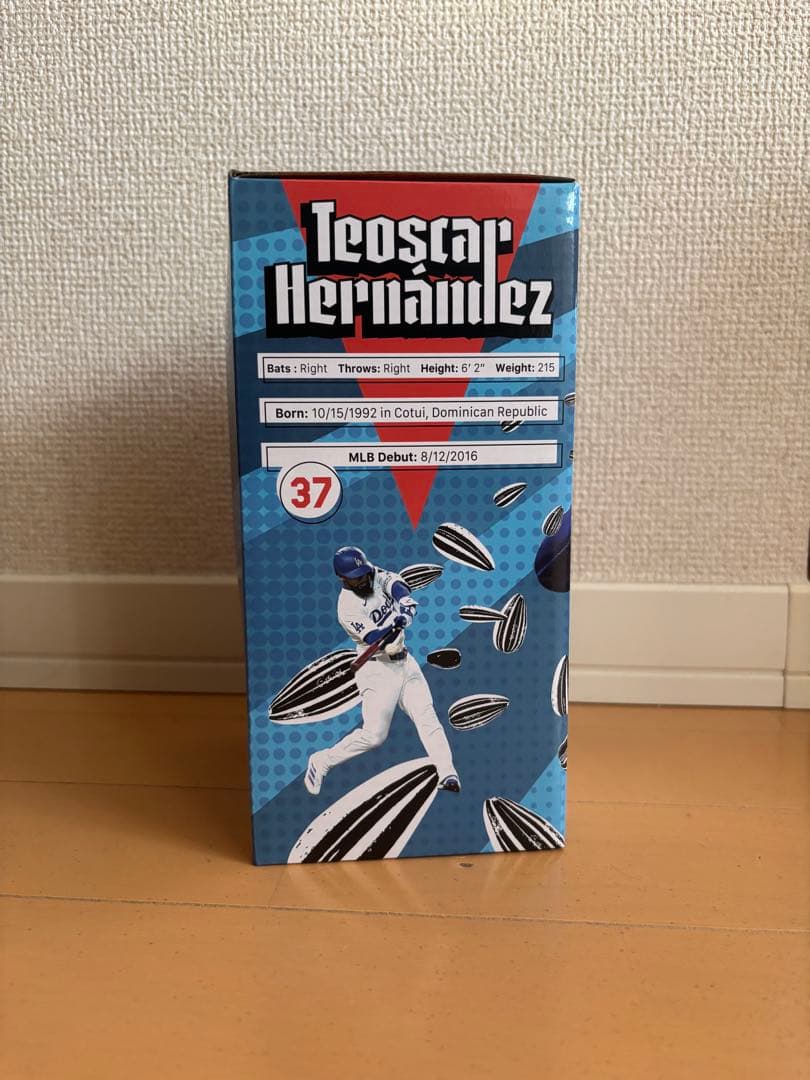 Teoscar
Hernández
Bats : Right Throws: Right Height: 6' 2" Weight: 215
Born: 10/15/1992 in Cotui, Dominican Republic
MLB Debut: 8/12/2016
37
LA
Dodgers